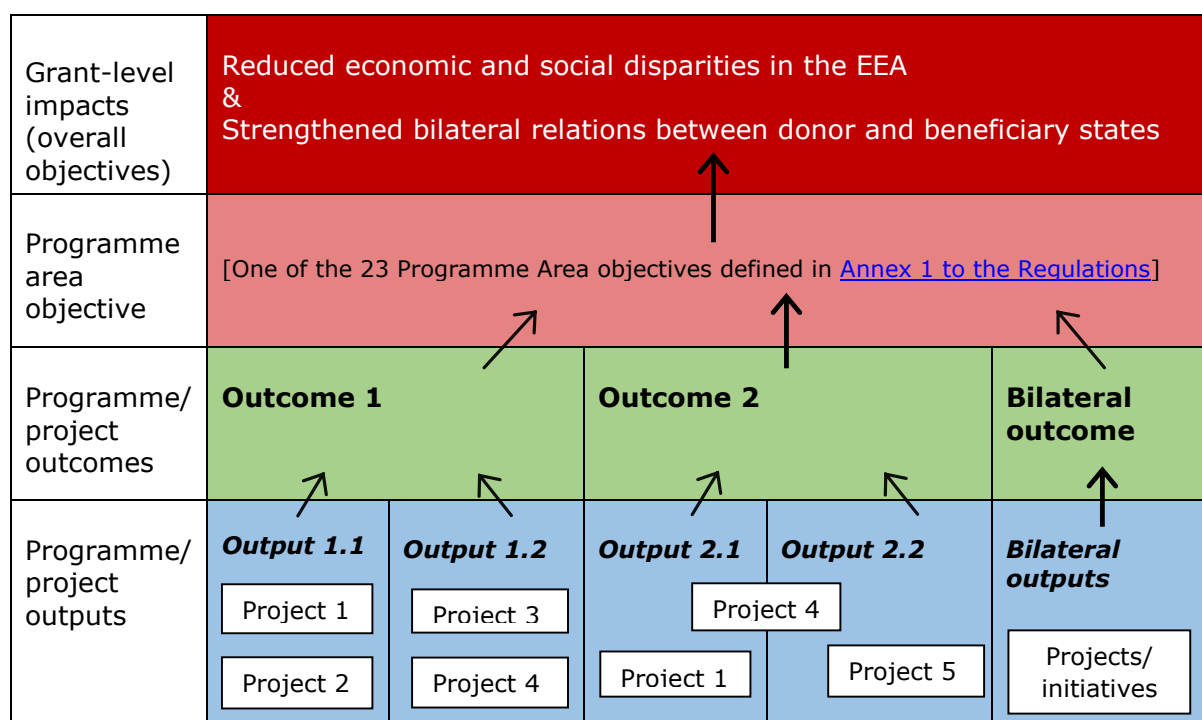 Grant-level
impacts
(overall
objectives)
Reduced economic and social disparities in the EEA
&
Strengthened bilateral relations between donor and beneficiary states
Programme
area
objective
[One of the 23 Programme Area objectives defined in Annex 1 to the Regulations]
Programme/
project
outcomes
Outcome 1
Outcome 2
Bilateral
outcome
Programme/
project
outputs
Output 1.1
Project 1
Project 2
Output 1.2
Project 3
Project 4
Output 2.1
Output 2.2
Project 4
Project 1
Project 5
Bilateral
outputs
Projects/
initiatives